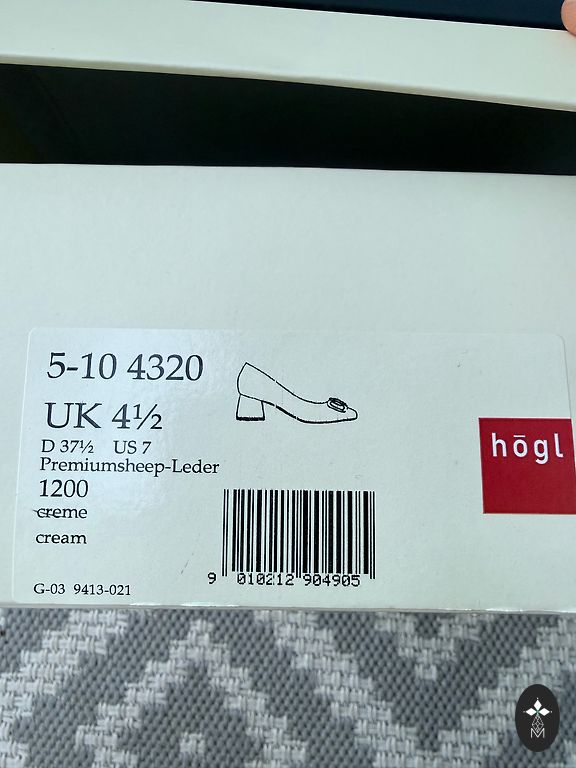 5-10 4320
UK 4½
D 37½ US 7
Premiumsheep-Leder
1200
creme
cream
G-03 9413-021
9 010212 904905
hōgl
M